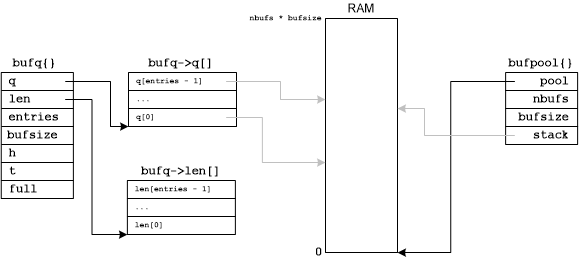 RAM
nbufs * bufsize
bufq{}
q
len
entries
bufsize
h
t
full
bufq->q[]
q[entries - 1]
...
q[0]
bufq->len[]
len[entries - 1]
...
len[0]
0
bufpool{}
pool
nbufs
bufsize
stack